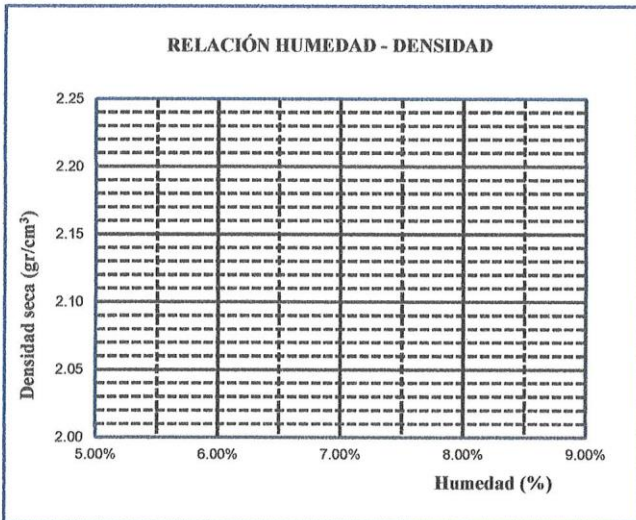 RELACIÓN HUMEDAD - DENSIDAD
Densidad seca (gr/cm³)
2.25
2.20
2.15
2.10
2.05
2.00
5.00% 6.00% 7.00% 8.00% 9.00%
Humedad (%)